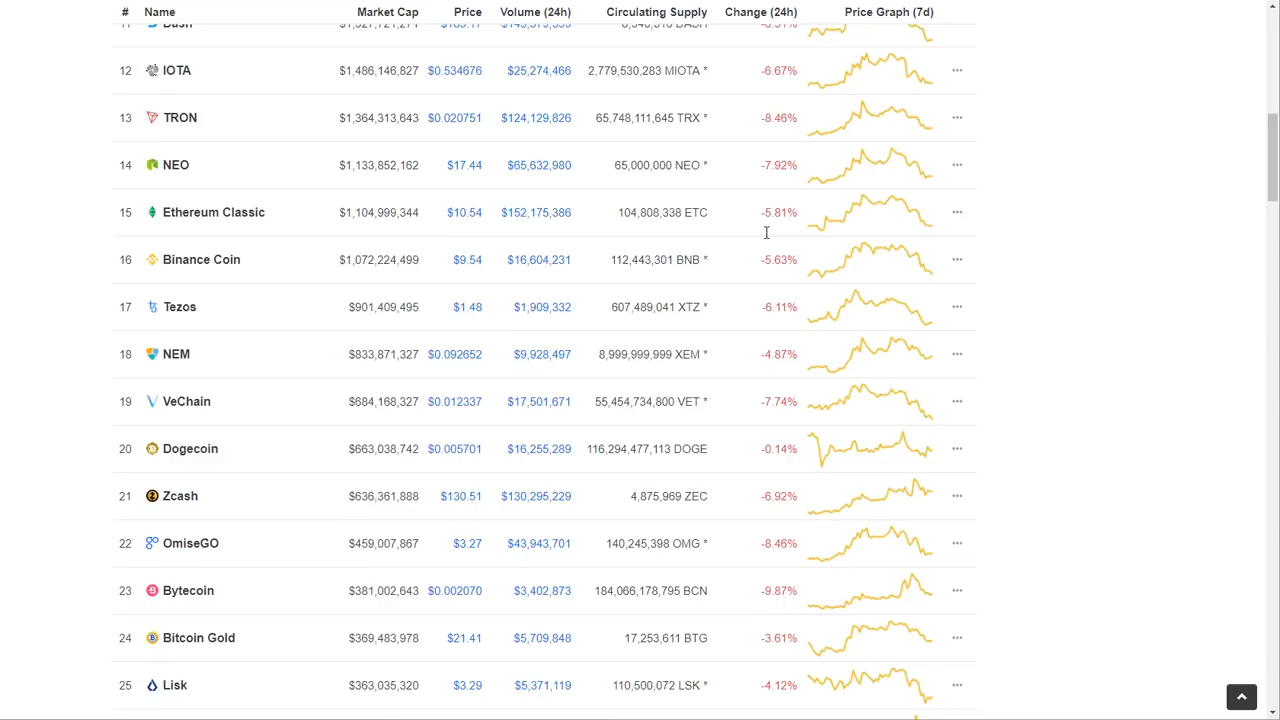 # Name Market Cap Price Volume (24h) Circulating Supply Change (24h) Price Graph (7d)
12 IOTA $1,486,146,827 $0.534676 $25,274,466 2,779,530,283 MIOTA * -6.67%
13 TRON $1,364,313,643 $0.020751 $124,129,826 65,748,111,645 TRX * -8.46%
14 NEO $1,133,852,162 $17.44 $65,632,980 65,000,000 NEO * -7.92%
15 Ethereum Classic $1,104,999,344 $10.54 $152,175,386 104,808,338 ETC -5.81%
16 Binance Coin $1,072,224,499 $9.54 $16,604,231 112,443,301 BNB * -5.63%
17 Tezos $901,409,495 $1.48 $1,909,332 607,489,041 XTZ * -6.11%
18 NEM $833,871,327 $0.092652 $9,928,497 8,999,999,999 XEM * -4.87%
19 VeChain $684,168,327 $0.012337 $17,501,671 55,454,734,800 VET * -7.74%
20 Dogecoin $663,038,742 $0.005701 $16,255,289 116,294,477,113 DOGE -0.14%
21 Zcash $636,361,888 $130.51 $130,295,229 4,875,969 ZEC -6.92%
22 OmiseGO $459,007,867 $3.27 $43,943,701 140,245,398 OMG * -8.46%
23 Bytecoin $381,002,643 $0.002070 $3,402,873 184,066,178,795 BCN -9.87%
24 Bitcoin Gold $369,483,978 $21.41 $5,709,848 17,253,611 BTG -3.61%
25 Lisk $363,035,320 $3.29 $5,371,119 110,500,072 LSK * -4.12%